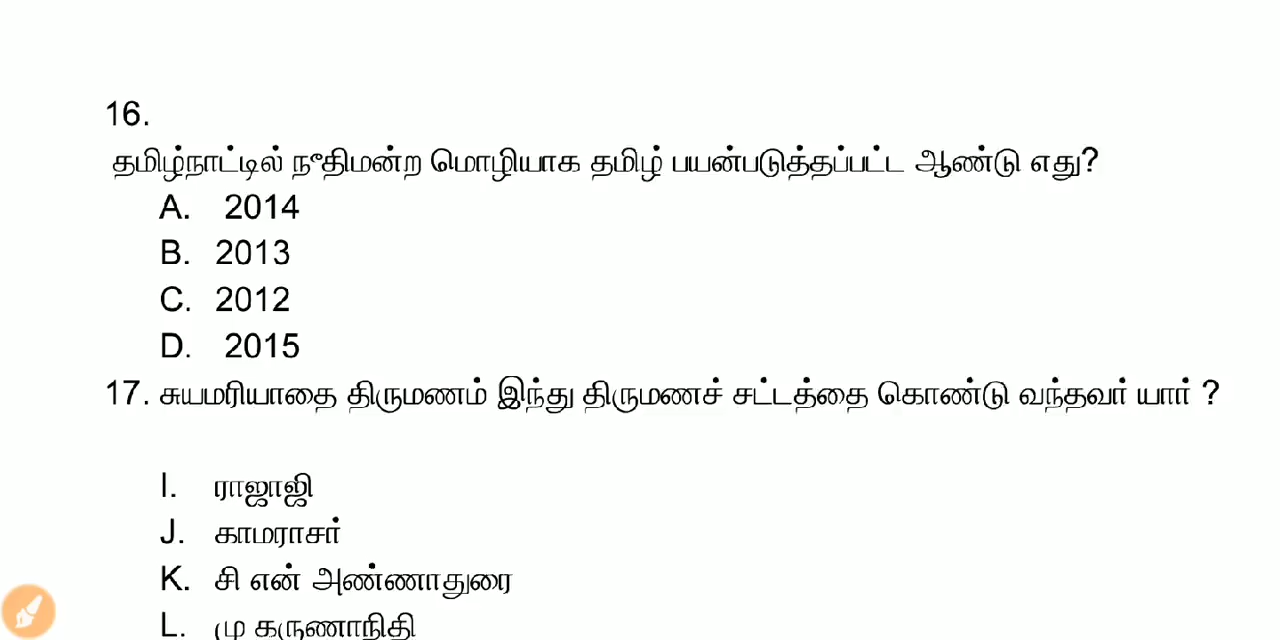 16.
தமிழ்நாட்டில் நீதிமன்ற மொழியாக தமிழ் பயன்படுத்தப்பட்ட ஆண்டு எது?
A. 2014
B. 2013
C. 2012
D. 2015
17. சுயமரியாதை திருமணம் இந்து திருமணச் சட்டத்தை கொண்டு வந்தவர் யார் ?
I. ராஜாஜி
J. காமராசர்
K. சி என் அண்ணாதுரை
L. மு கருணாநிதி